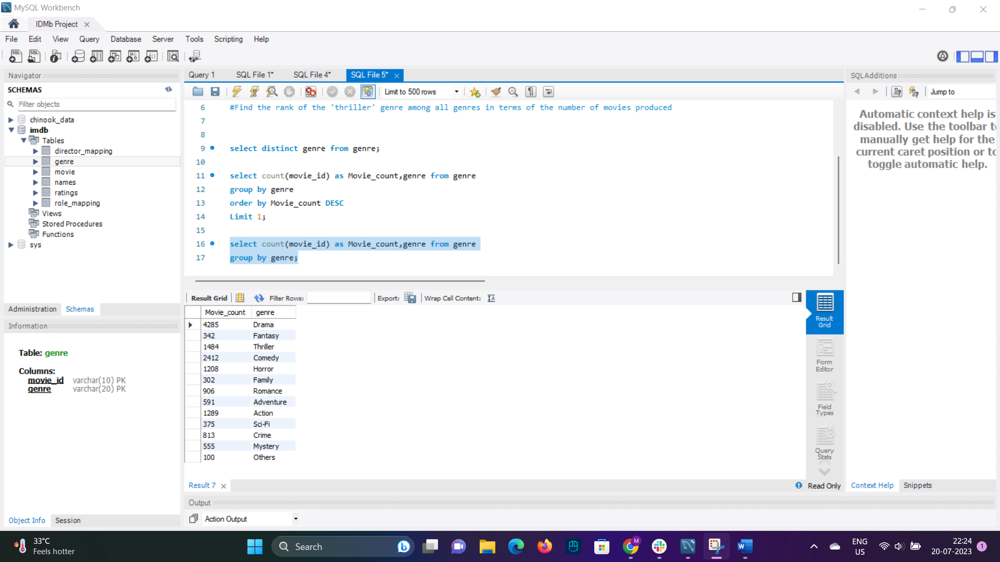 MySQL Workbench
IDMb Project
File Edit View Query Database Server Tools Scripting Help
Navigator
SCHEMAS
Filter objects
chinook_data
imdb
Tables
director_mapping
genre
movie
names
ratings
role_mapping
Views
Stored Procedures
Functions
sys
Administration Schemas
Information
Table: genre
Columns:
movie_id varchar(10) PK
genre varchar(20) PK
Object Info Session
Query 1 SQL File 1* SQL File 4* SQL File 5*
Limit to 500 rows
6 #Find the rank of the 'thriller' genre among all genres in terms of the number of movies produced
7
8
9 select distinct genre from genre;
10
11 select count(movie_id) as Movie_count,genre from genre
12 group by genre
13 order by Movie_count DESC
14 Limit 1;
15
16 select count(movie_id) as Movie_count,genre from genre
17 group by genre;
Result Grid Filter Rows: Export: Wrap Cell Content:
Movie_count genre
4285 Drama
342 Fantasy
1484 Thriller
2412 Comedy
1208 Horror
302 Family
906 Romance
591 Adventure
1289 Action
375 Sci-Fi
813 Crime
555 Mystery
100 Others
Result
Grid
Form
Editor
Field
Types
Query
Stats
Result 7
Read Only
Output
Action Output
SQLAdditions
Jump to
Automatic context help is
disabled. Use the toolbar t
manually get help for the
current caret position or to
toggle automatic help.
Context Help Snippets
33°C
Feels hotter
Search
ENG
US
22:24
20-07-2023
1